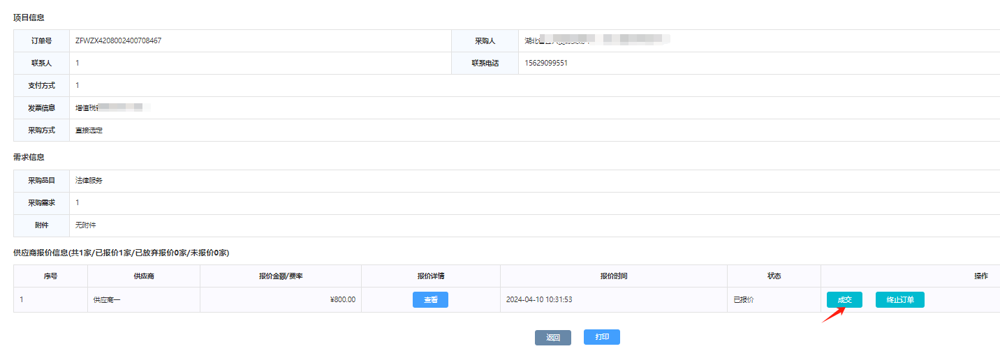 项目信息
订单号 ZFWZX4208002400708467 采购人 湖北省
联系人 1 联系电话 15629099551
支付方式 1
发票信息 增值税
采购方式 直接选定
需求信息
采购品目 法律服务
采购需求 1
附件 无附件
供应商报价信息(共1家/已报价1家/已放弃报价0家/未报价0家)
序号 供应商 报价金额/费率 报价详情 报价时间 状态 操作
1 供应商一 ¥800.00 查看 2024-04-10 10:31:53 已报价 成交 终止订单
返回 打印